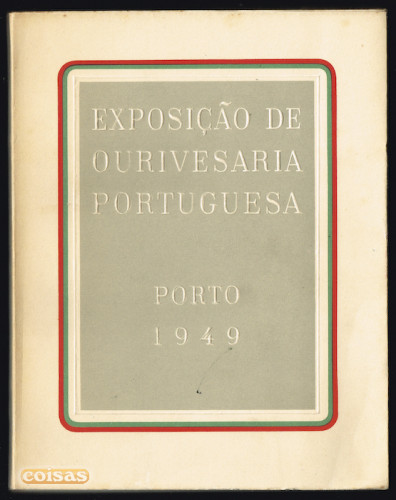 EXPOSIÇÃO DE
OURIVESARIA
PORTUGUESA
PORTO
1949
coisas